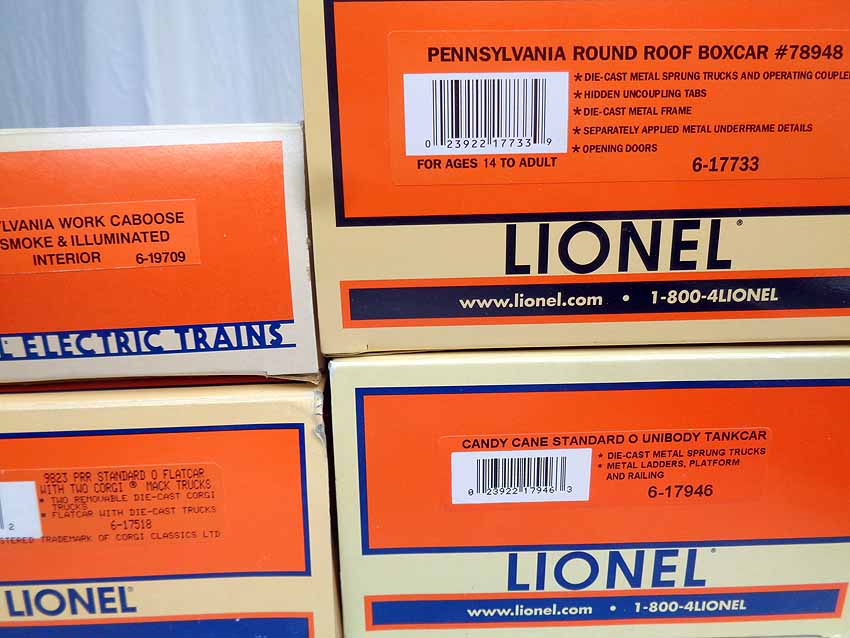 PENNSYLVANIA ROUND ROOF BOXCAR #78948
* DIE-CAST METAL SPRUNG TRUCKS AND OPERATING COUPLE
* HIDDEN UNCOUPLING TABS
* DIE-CAST METAL FRAME
* SEPARATELY APPLIED METAL UNDERFRAME DETAILS
* OPENING DOORS
0 23922 17733 9
FOR AGES 14 TO ADULT
6-17733
LIONEL®
www.lionel.com • 1-800-4LIONEL
YLVANIA WORK CABOOSE
SMOKE & ILLUMINATED
INTERIOR 6-19709
L ELECTRIC TRAINS
9823 PRR STANDARD O FLATCAR
WITH TWO CORGI ® MACK TRUCKS
* TWO REMOVABLE DIE-CAST CORGI
TRUCKS
* FLATCAR WITH DIE-CAST TRUCKS
2
6-17518
STERED TRADEMARK OF CORGI CLASSICS LTD
LIONEL®
CANDY CANE STANDARD O UNIBODY TANKCAR
* DIE-CAST METAL SPRUNG TRUCKS
* METAL LADDERS, PLATFORM
AND RAILING
0 23922 17946 3
6-17946
LIONEL®
www.lionel.com • 1-800-4LIONEL